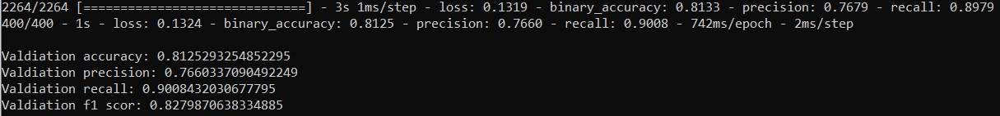 2264/2264 [==============================] - 3s 1ms/step - loss: 0.1319 - binary_accuracy: 0.8133 - precision: 0.7679 - recall: 0.8979
400/400 - 1s - loss: 0.1324 - binary_accuracy: 0.8125 - precision: 0.7660 - recall: 0.9008 - 742ms/epoch - 2ms/step
Valdiation accuracy: 0.8125293254852295
Valdiation precision: 0.7660337090492249
Valdiation recall: 0.9008432030677795
Valdiation f1 scor: 0.8279870638334885